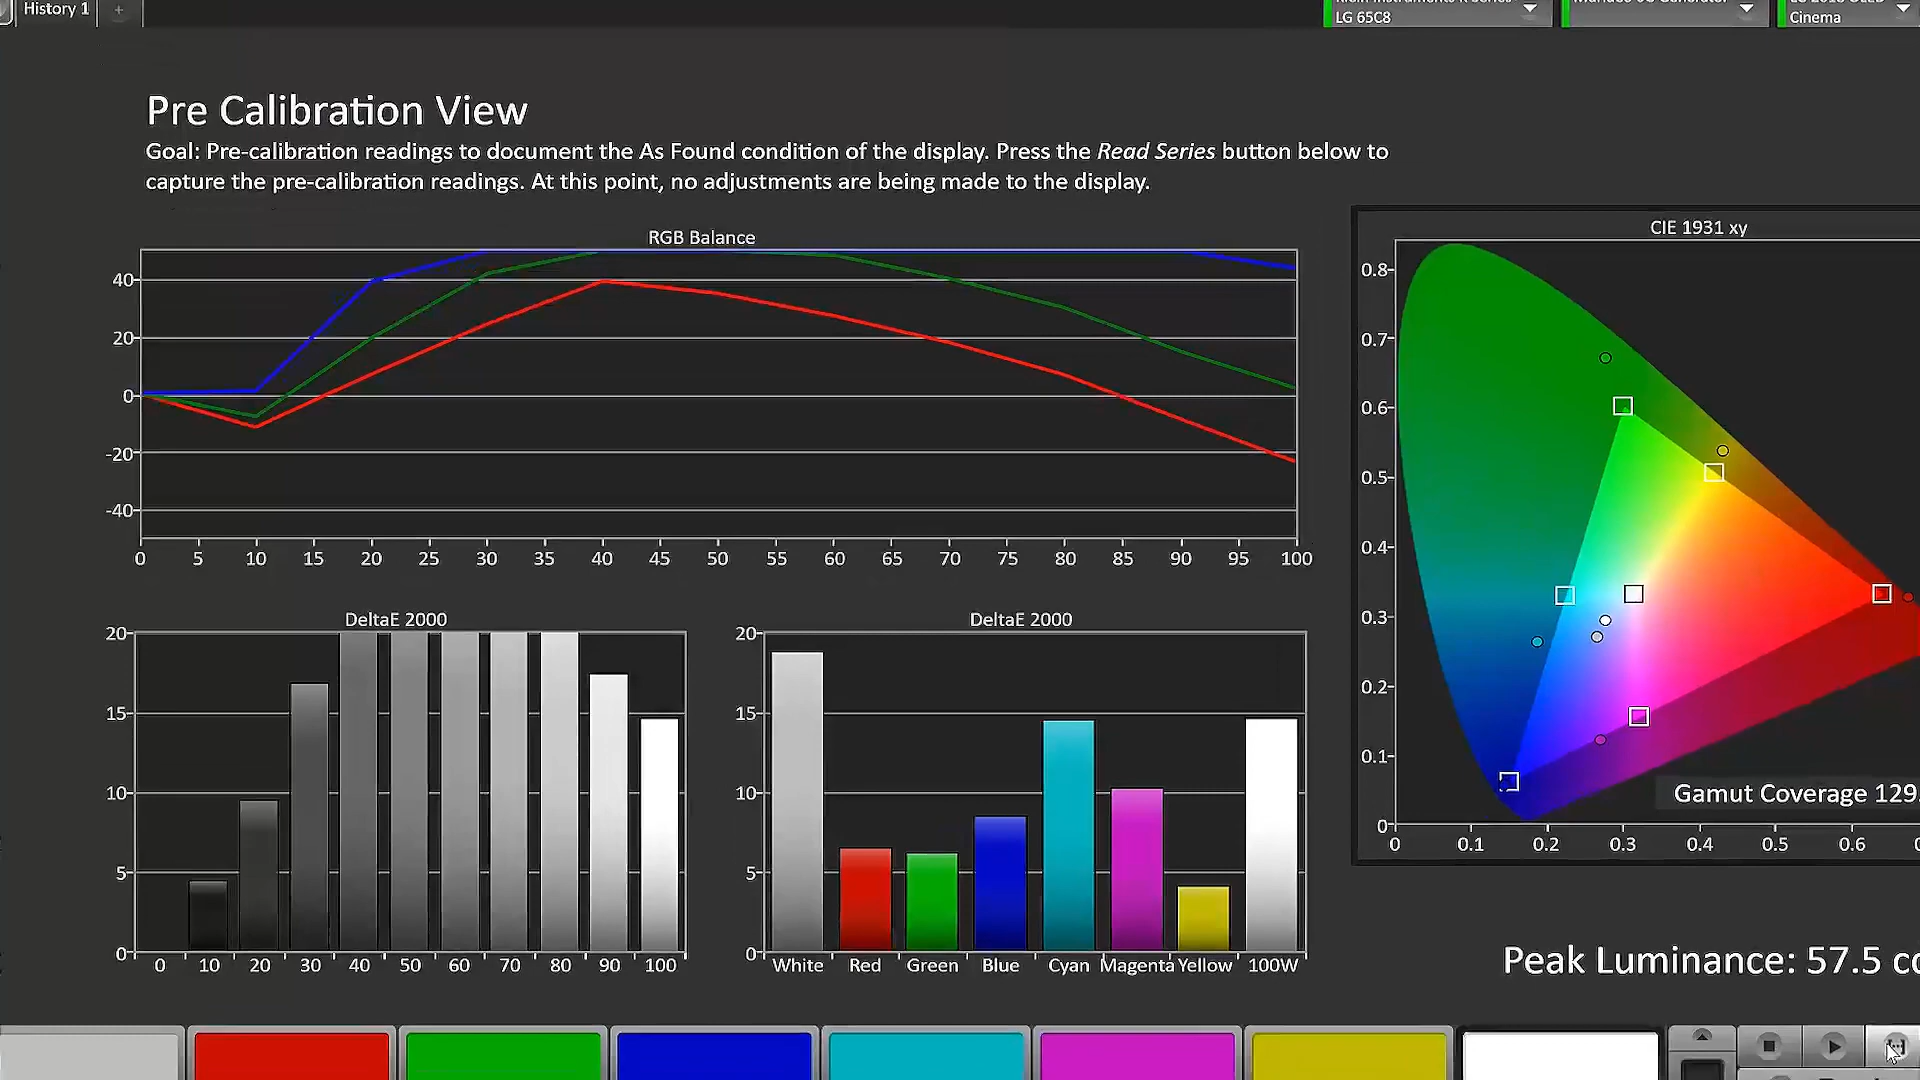 History 1
+
LG 65C8
Cinema
Pre Calibration View
Goal: Pre-calibration readings to document the As Found condition of the display. Press the Read Series button below to
capture the pre-calibration readings. At this point, no adjustments are being made to the display.
RGB Balance
40
20
0
-20
-40
0 5 10 15 20 25 30 35 40 45 50 55 60 65 70 75 80 85 90 95 100
CIE 1931 xy
0.8
0.7
0.6
0.5
0.4
0.3
0.2
0.1
0
0 0.1 0.2 0.3 0.4 0.5 0.6
Gamut Coverage 129.
DeltaE 2000
20
15
10
5
0
0 10 20 30 40 50 60 70 80 90 100
DeltaE 2000
20
15
10
5
0
White Red Green Blue Cyan Magenta Yellow 100W
Peak Luminance: 57.5